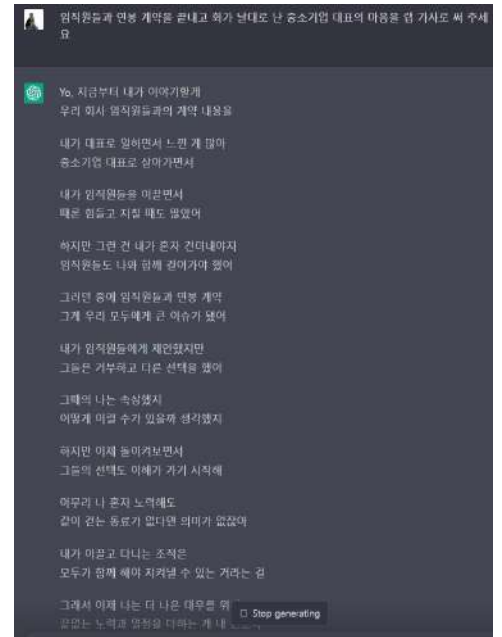 임직원들과 연봉 계약을 끝내고 화가 날대로 난 중소기업 대표의 마음을 랩 가사로 써 주세
요
Yo, 지금부터 내가 이야기할게
우리 회사 임직원들과의 계약 내용을
내가 대표로 일하면서 느낀 게 많아
중소기업 대표로 살아가면서
내가 임직원들을 이끌면서
때론 힘들고 지칠 때도 많았어
하지만 그런 건 내가 혼자 견뎌내야지
임직원들도 나와 함께 걸어가야 했어
그러던 중에 임직원들과 연봉 계약
그게 우리 모두에게 큰 이슈가 됐어
내가 임직원들에게 제안했지만
그들은 거부하고 다른 선택을 했어
그때의 나는 속상했지
어떻게 이럴 수가 있을까 생각했지
하지만 이제 돌이켜보면서
그들의 선택도 이해가 가기 시작해
아무리 나 혼자 노력해도
같이 걷는 동료가 없다면 의미가 없잖아
내가 이끌고 다니는 조직은
모두가 함께 해야 지켜낼 수 있는 거라는 걸
그래서 이제 나는 더 나은 대우를 위
끝없는 노력과 열정을 다하는 게 내
Stop generating